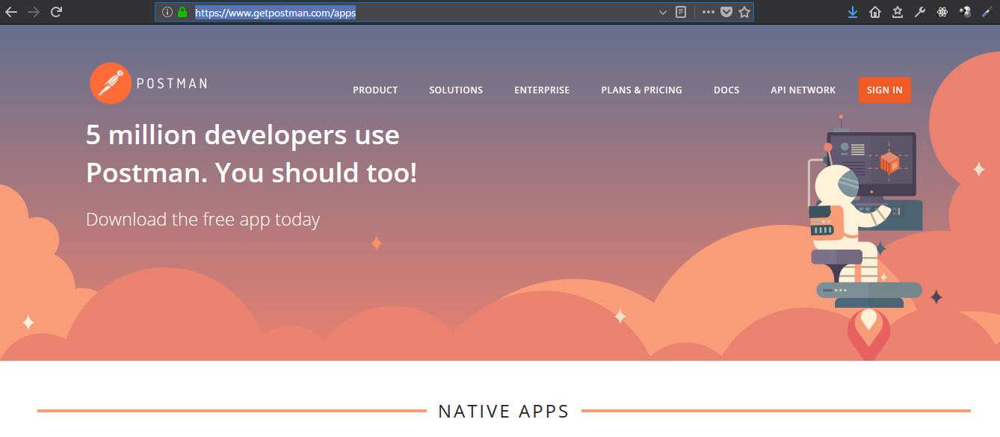 https://www.getpostman.com/apps
POSTMAN
PRODUCT SOLUTIONS ENTERPRISE PLANS & PRICING DOCS API NETWORK SIGN IN
5 million developers use
Postman. You should too!
Download the free app today
NATIVE APPS